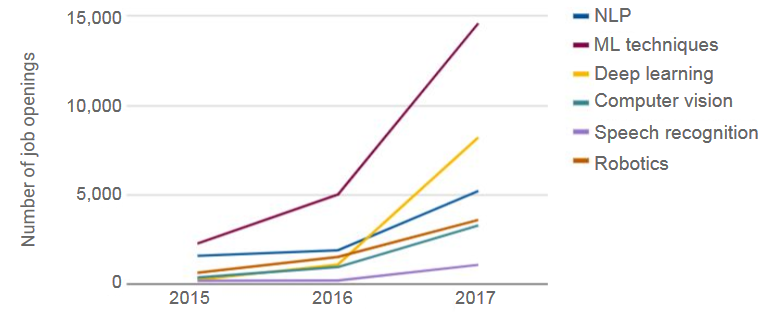 Number of job openings
15,000
10,000
5,000
0
2015
2016
2017
NLP
ML techniques
Deep learning
Computer vision
Speech recognition
Robotics